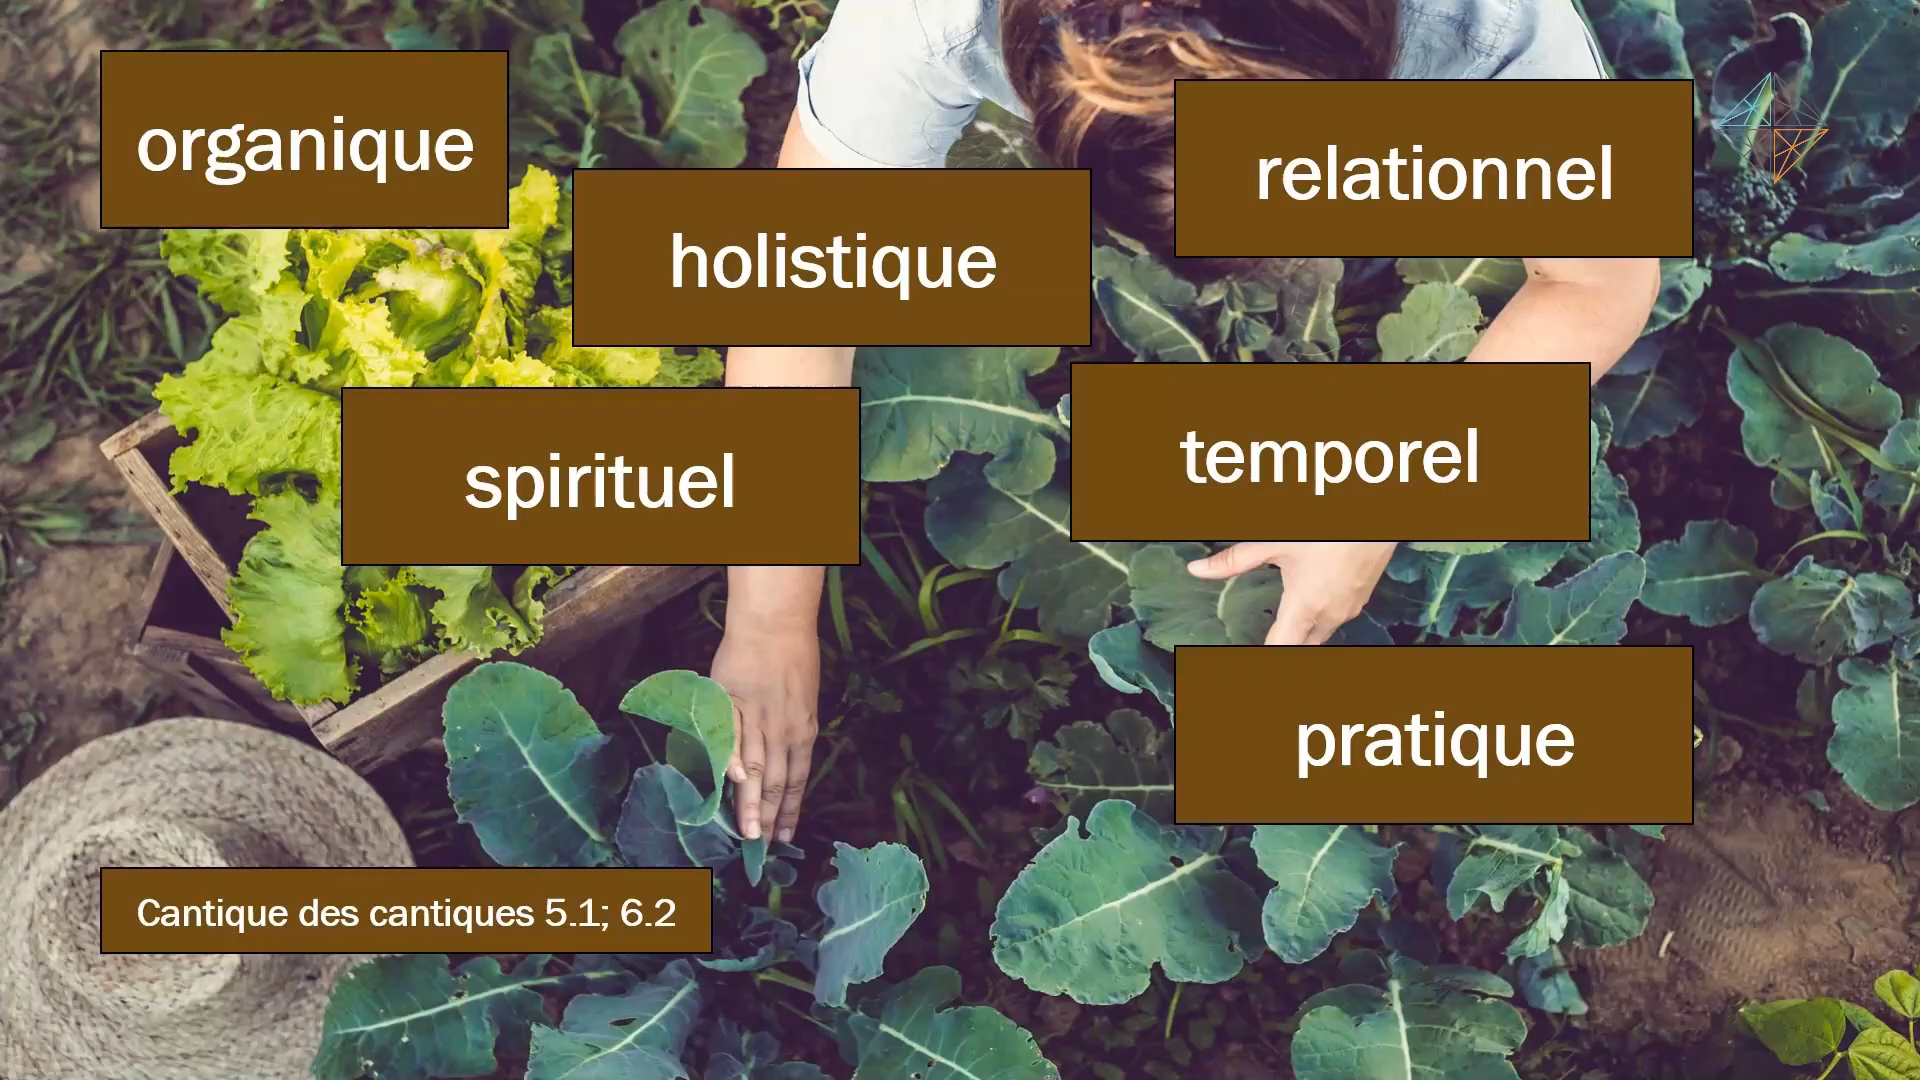 organique
holistique
relationnel
spirituel
temporel
pratique
Cantique des cantiques 5.1; 6.2